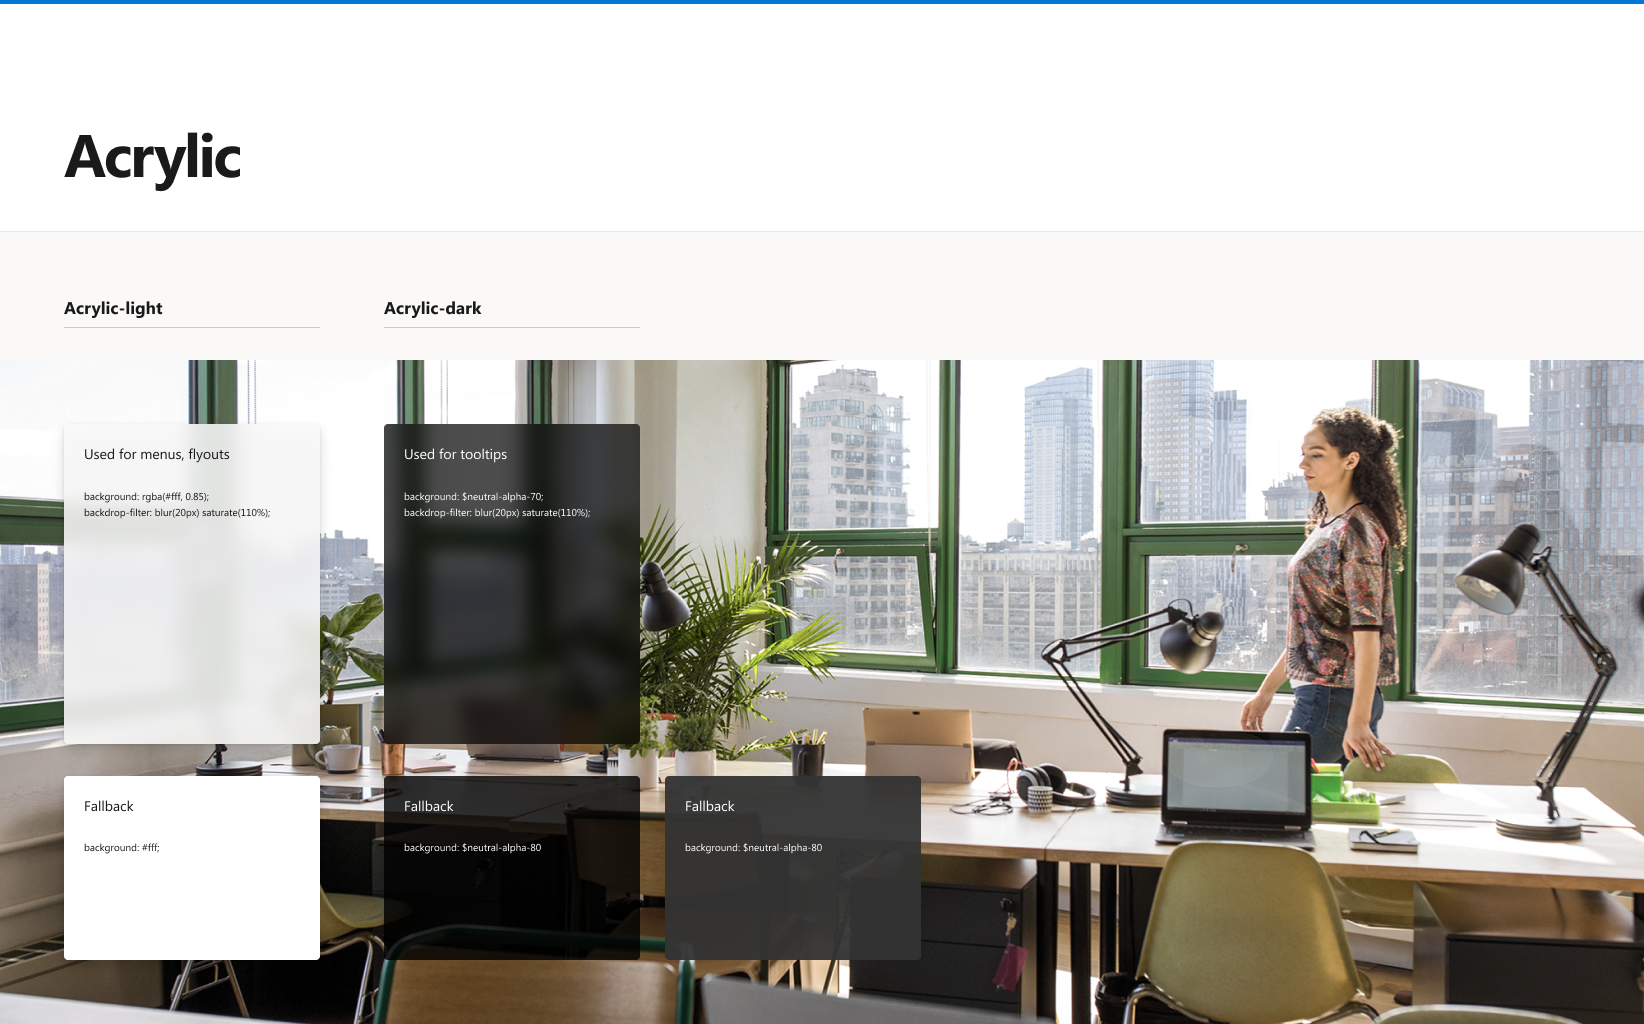 Acrylic
Acrylic-light
Acrylic-dark
Used for menus, flyouts
background: rgba(#fff, 0.85);
backdrop-filter: blur(20px) saturate(110%);
Used for tooltips
background: $neutral-alpha-70;
backdrop-filter: blur(20px) saturate(110%);
Fallback
background: #fff;
Fallback
background: $neutral-alpha-80
Fallback
background: $neutral-alpha-80